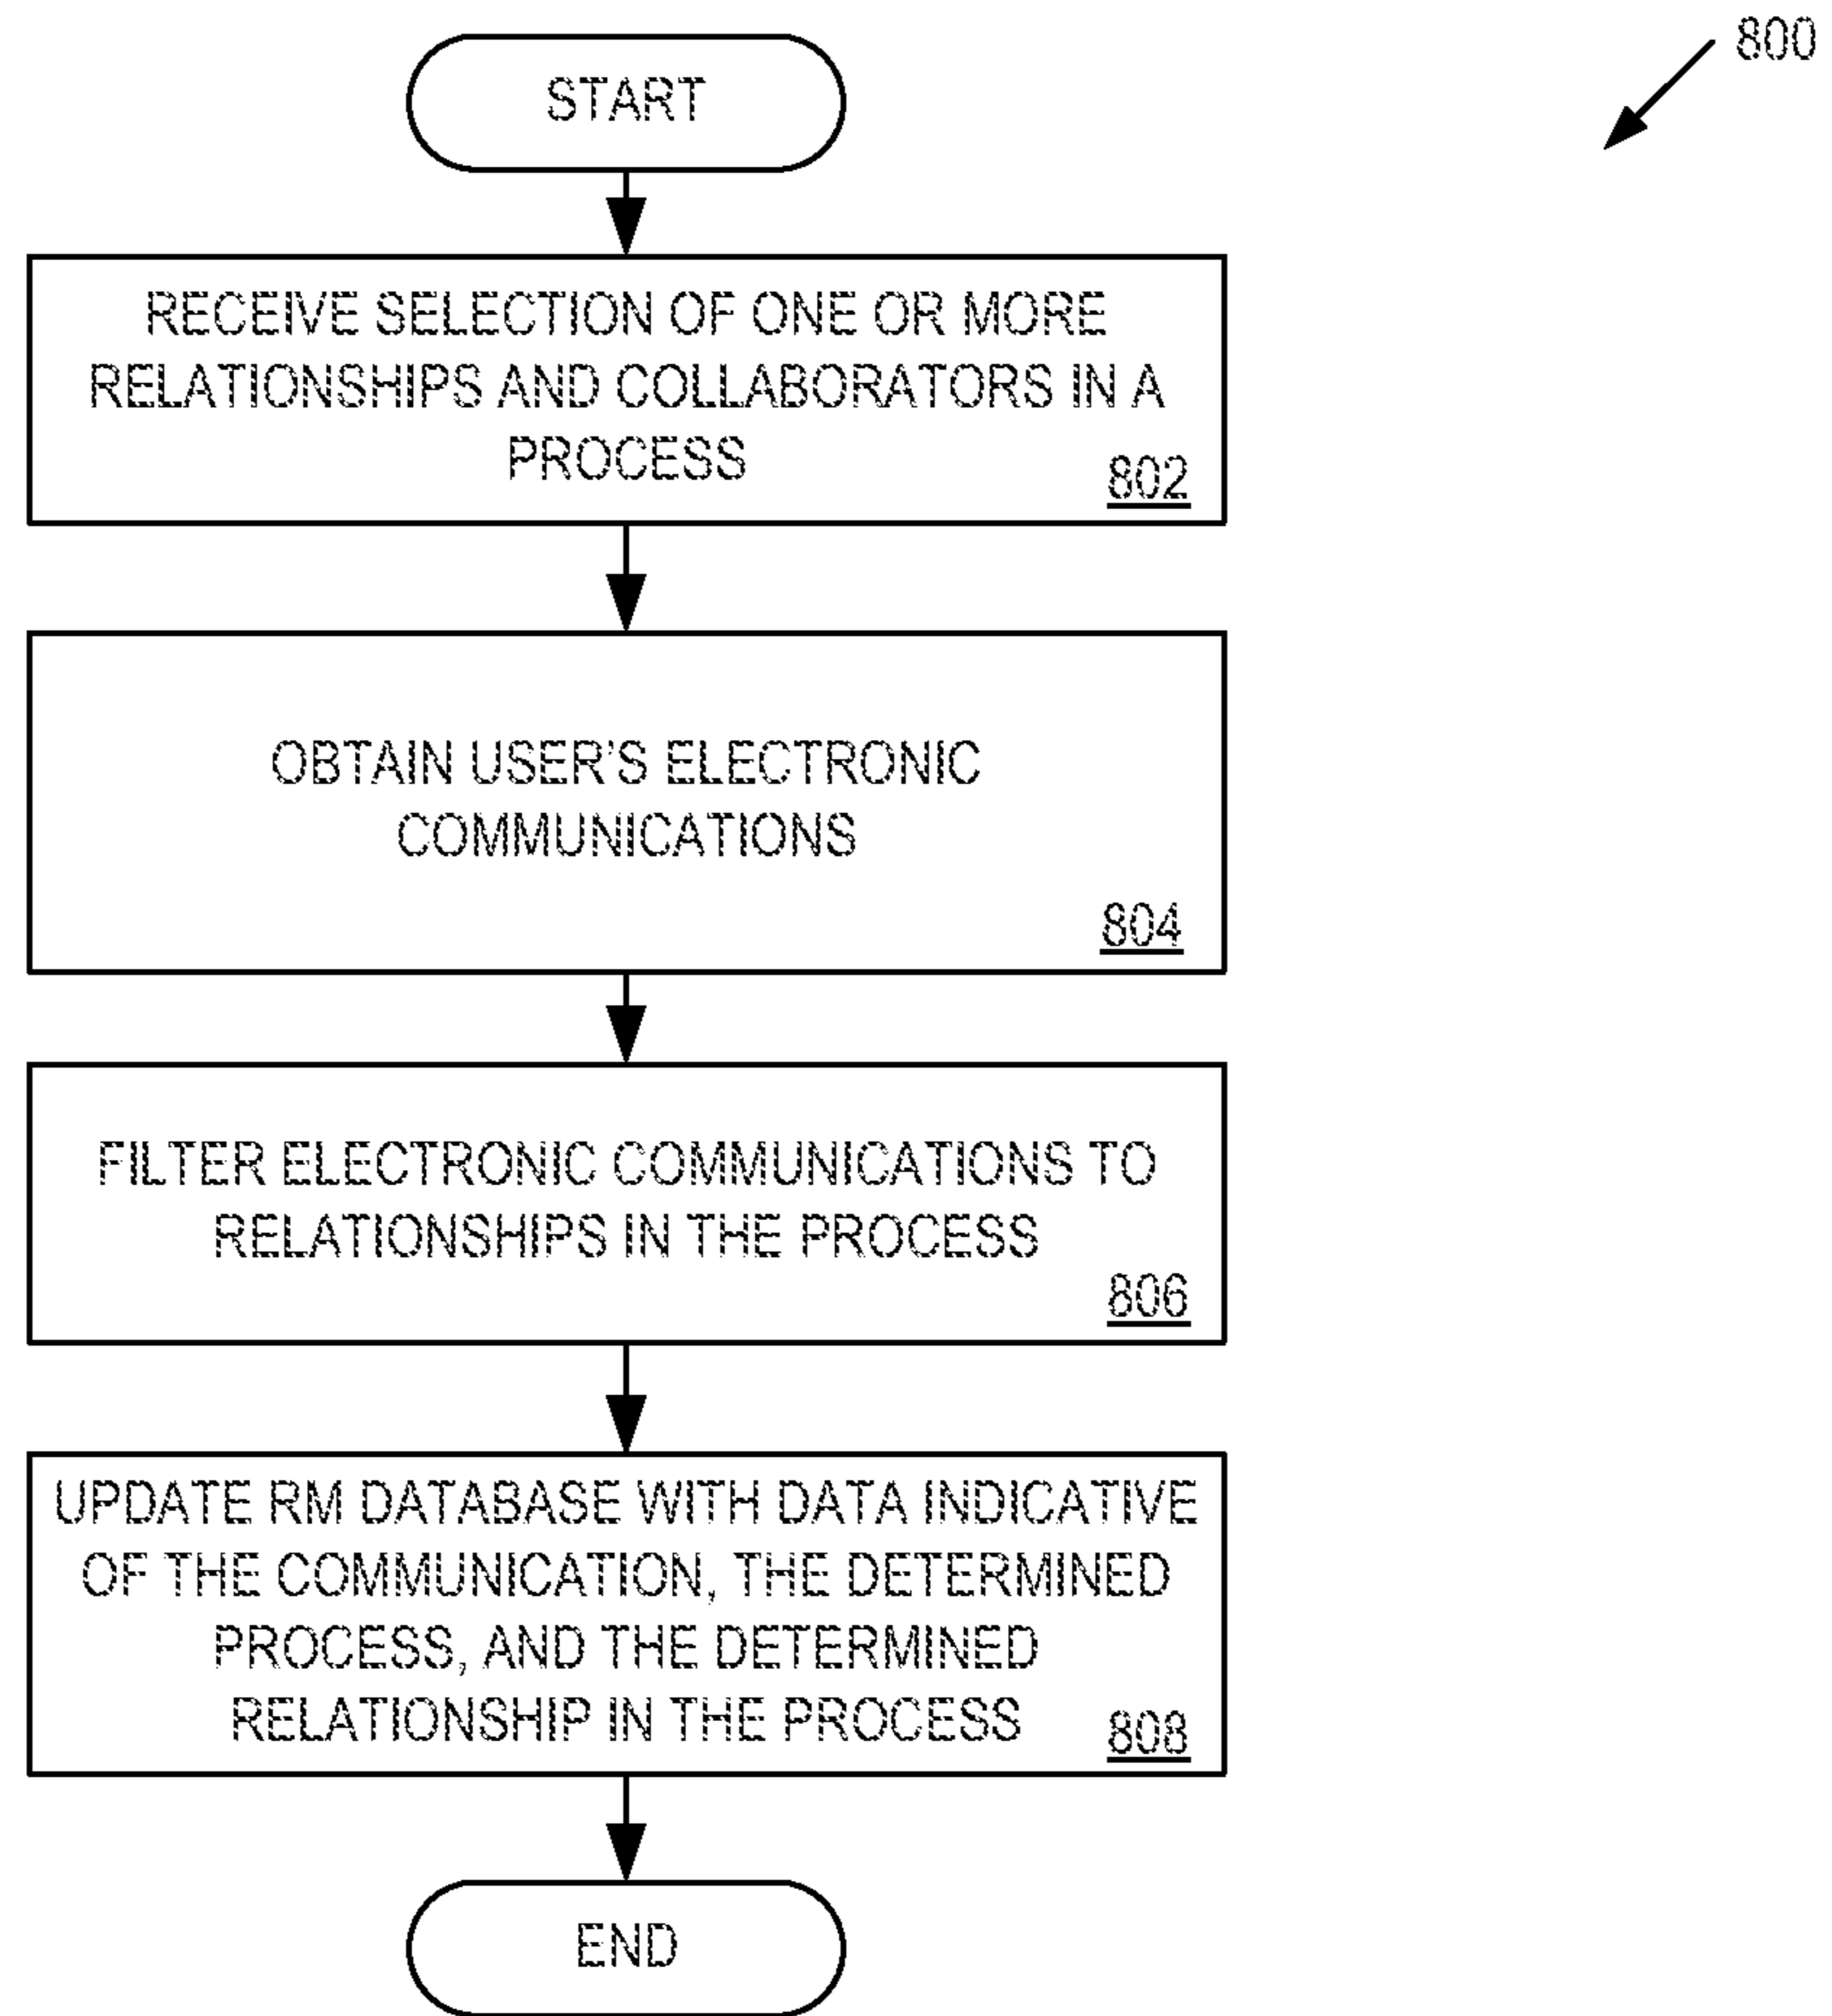 800
START
RECEIVE SELECTION OF ONE OR MORE
RELATIONSHIPS AND COLLABORATORS IN A
PROCESS
802
OBTAIN USER'S ELECTRONIC
COMMUNICATIONS
804
FILTER ELECTRONIC COMMUNICATIONS TO
RELATIONSHIPS IN THE PROCESS
806
UPDATE RM DATABASE WITH DATA INDICATIVE
OF THE COMMUNICATION, THE DETERMINED
PROCESS, AND THE DETERMINED
RELATIONSHIP IN THE PROCESS
808
END